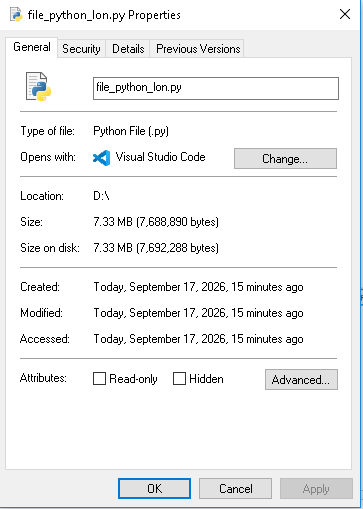 file_python_lon.py Properties
General Security Details Previous Versions
file_python_lon.py
Type of file: Python File (.py)
Opens with: Visual Studio Code Change...
Location: D:\
Size: 7.33 MB (7,688,890 bytes)
Size on disk: 7.33 MB (7,692,288 bytes)
Created: Today, September 17, 2026, 15 minutes ago
Modified: Today, September 17, 2026, 15 minutes ago
Accessed: Today, September 17, 2026, 15 minutes ago
Attributes: Read-only Hidden Advanced...
OK Cancel Apply